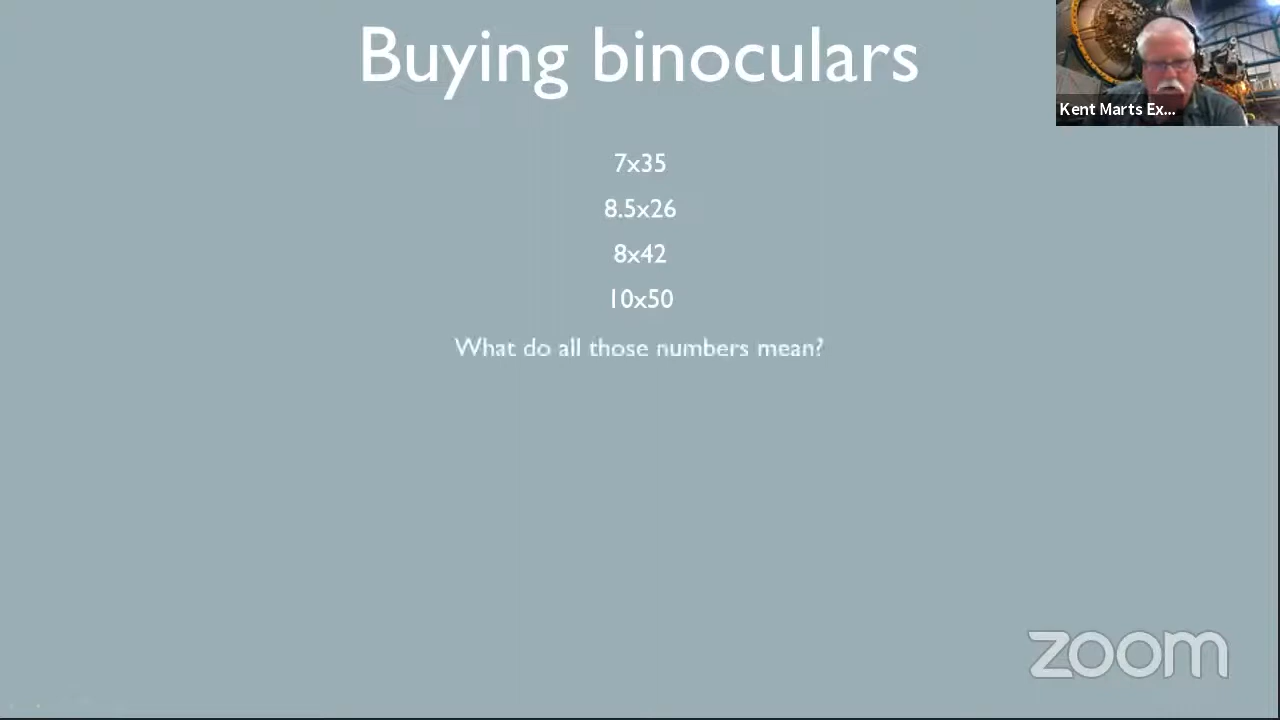 Buying binoculars
Kent Marts Ex...
7x35
8.5x26
8x42
10x50
What do all those numbers mean?
zoom